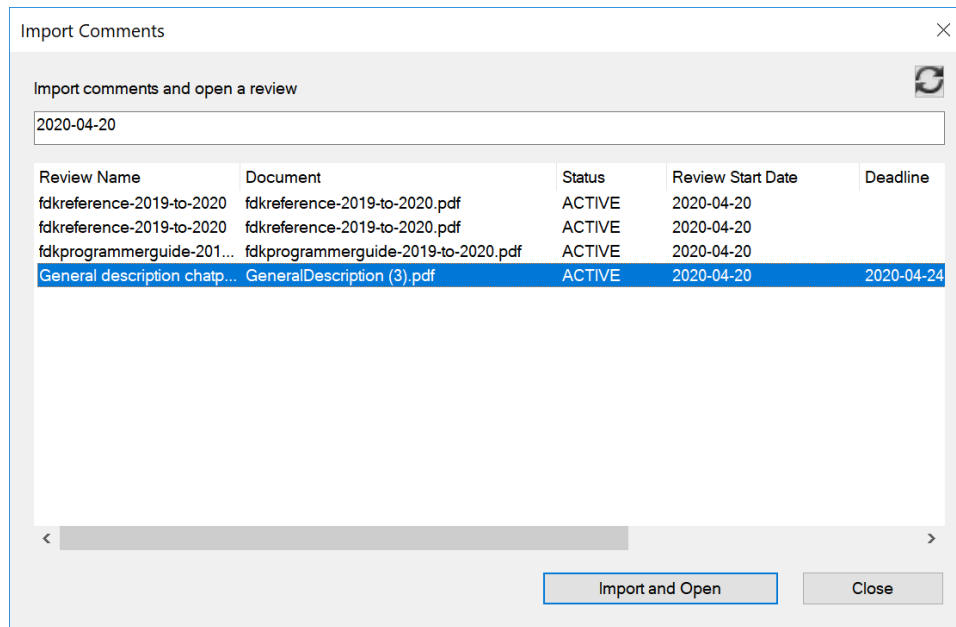 Import Comments
Import comments and open a review
2020-04-20
Review Name Document Status Review Start Date Deadline
fdkreference-2019-to-2020 fdkreference-2019-to-2020.pdf ACTIVE 2020-04-20
fdkreference-2019-to-2020 fdkreference-2019-to-2020.pdf ACTIVE 2020-04-20
fdkprogrammerguide-201... fdkprogrammerguide-2019-to-2020.pdf ACTIVE 2020-04-20
General description chatp... GeneralDescription (3).pdf ACTIVE 2020-04-20 2020-04-24
Import and Open Close